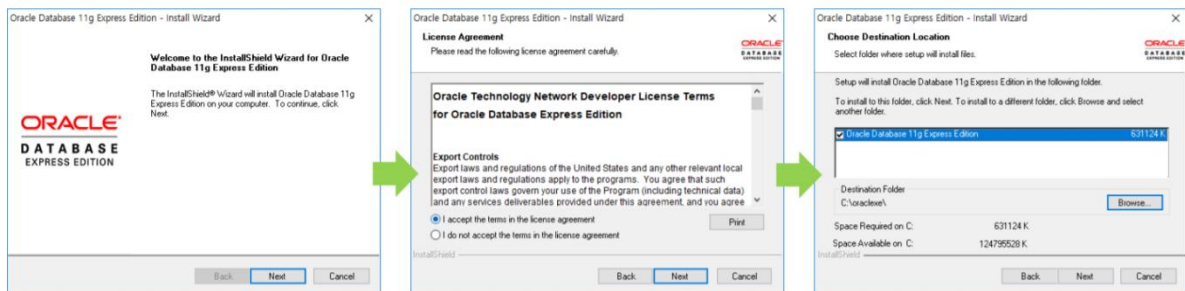 Oracle Database 11g Express Edition - Install Wizard
Welcome to the InstallShield Wizard for Oracle
Database 11g Express Edition
The InstallShield® Wizard will install Oracle Database 11g
Express Edition on your computer. To continue, click
Next.
ORACLE
DATABASE
EXPRESS EDITION
Back
Next
Cancel
Oracle Database 11g Express Edition - Install Wizard
License Agreement
Please read the following license agreement carefully.
ORACLE
DATABASE
EXPRESS EDITION
Oracle Technology Network Developer License Terms
for Oracle Database Express Edition
Export Controls
Export laws and regulations of the United States and any other relevant local
export laws and regulations apply to the programs. You agree that such
export control laws govern your use of the Program (including technical data)
and any services deliverables provided under this agreement, and you agree
I accept the terms in the license agreement
Print
I do not accept the terms in the license agreement
InstallShield
Back
Next
Cancel
Oracle Database 11g Express Edition - Install Wizard
Choose Destination Location
Select folder where setup will install files.
ORACLE
DATABASE
EXPRESS EDITION
Setup will install Oracle Database 11g Express Edition in the following folder.
To install to this folder, click Next. To install to a different folder, click Browse and select
another folder.
Oracle Database 11g Express Edition 631124 K
Destination Folder
C:\oraclexe\
Browse...
Space Required on C: 631124 K
Space Available on C: 124795528 K
InstallShield
Back
Next
Cancel